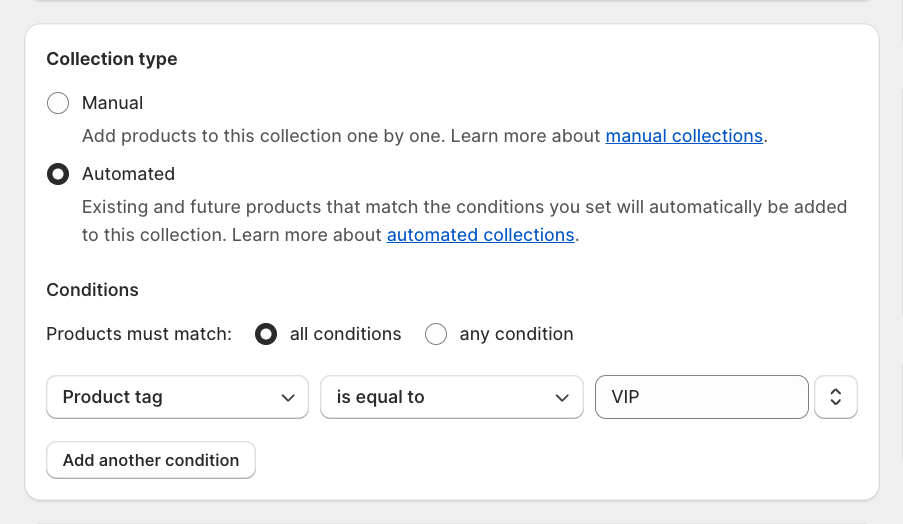 Collection type
Manual
Add products to this collection one by one. Learn more about manual collections.
Automated
Existing and future products that match the conditions you set will automatically be added
to this collection. Learn more about automated collections.
Conditions
Products must match: all conditions any condition
Product tag is equal to VIP
Add another condition